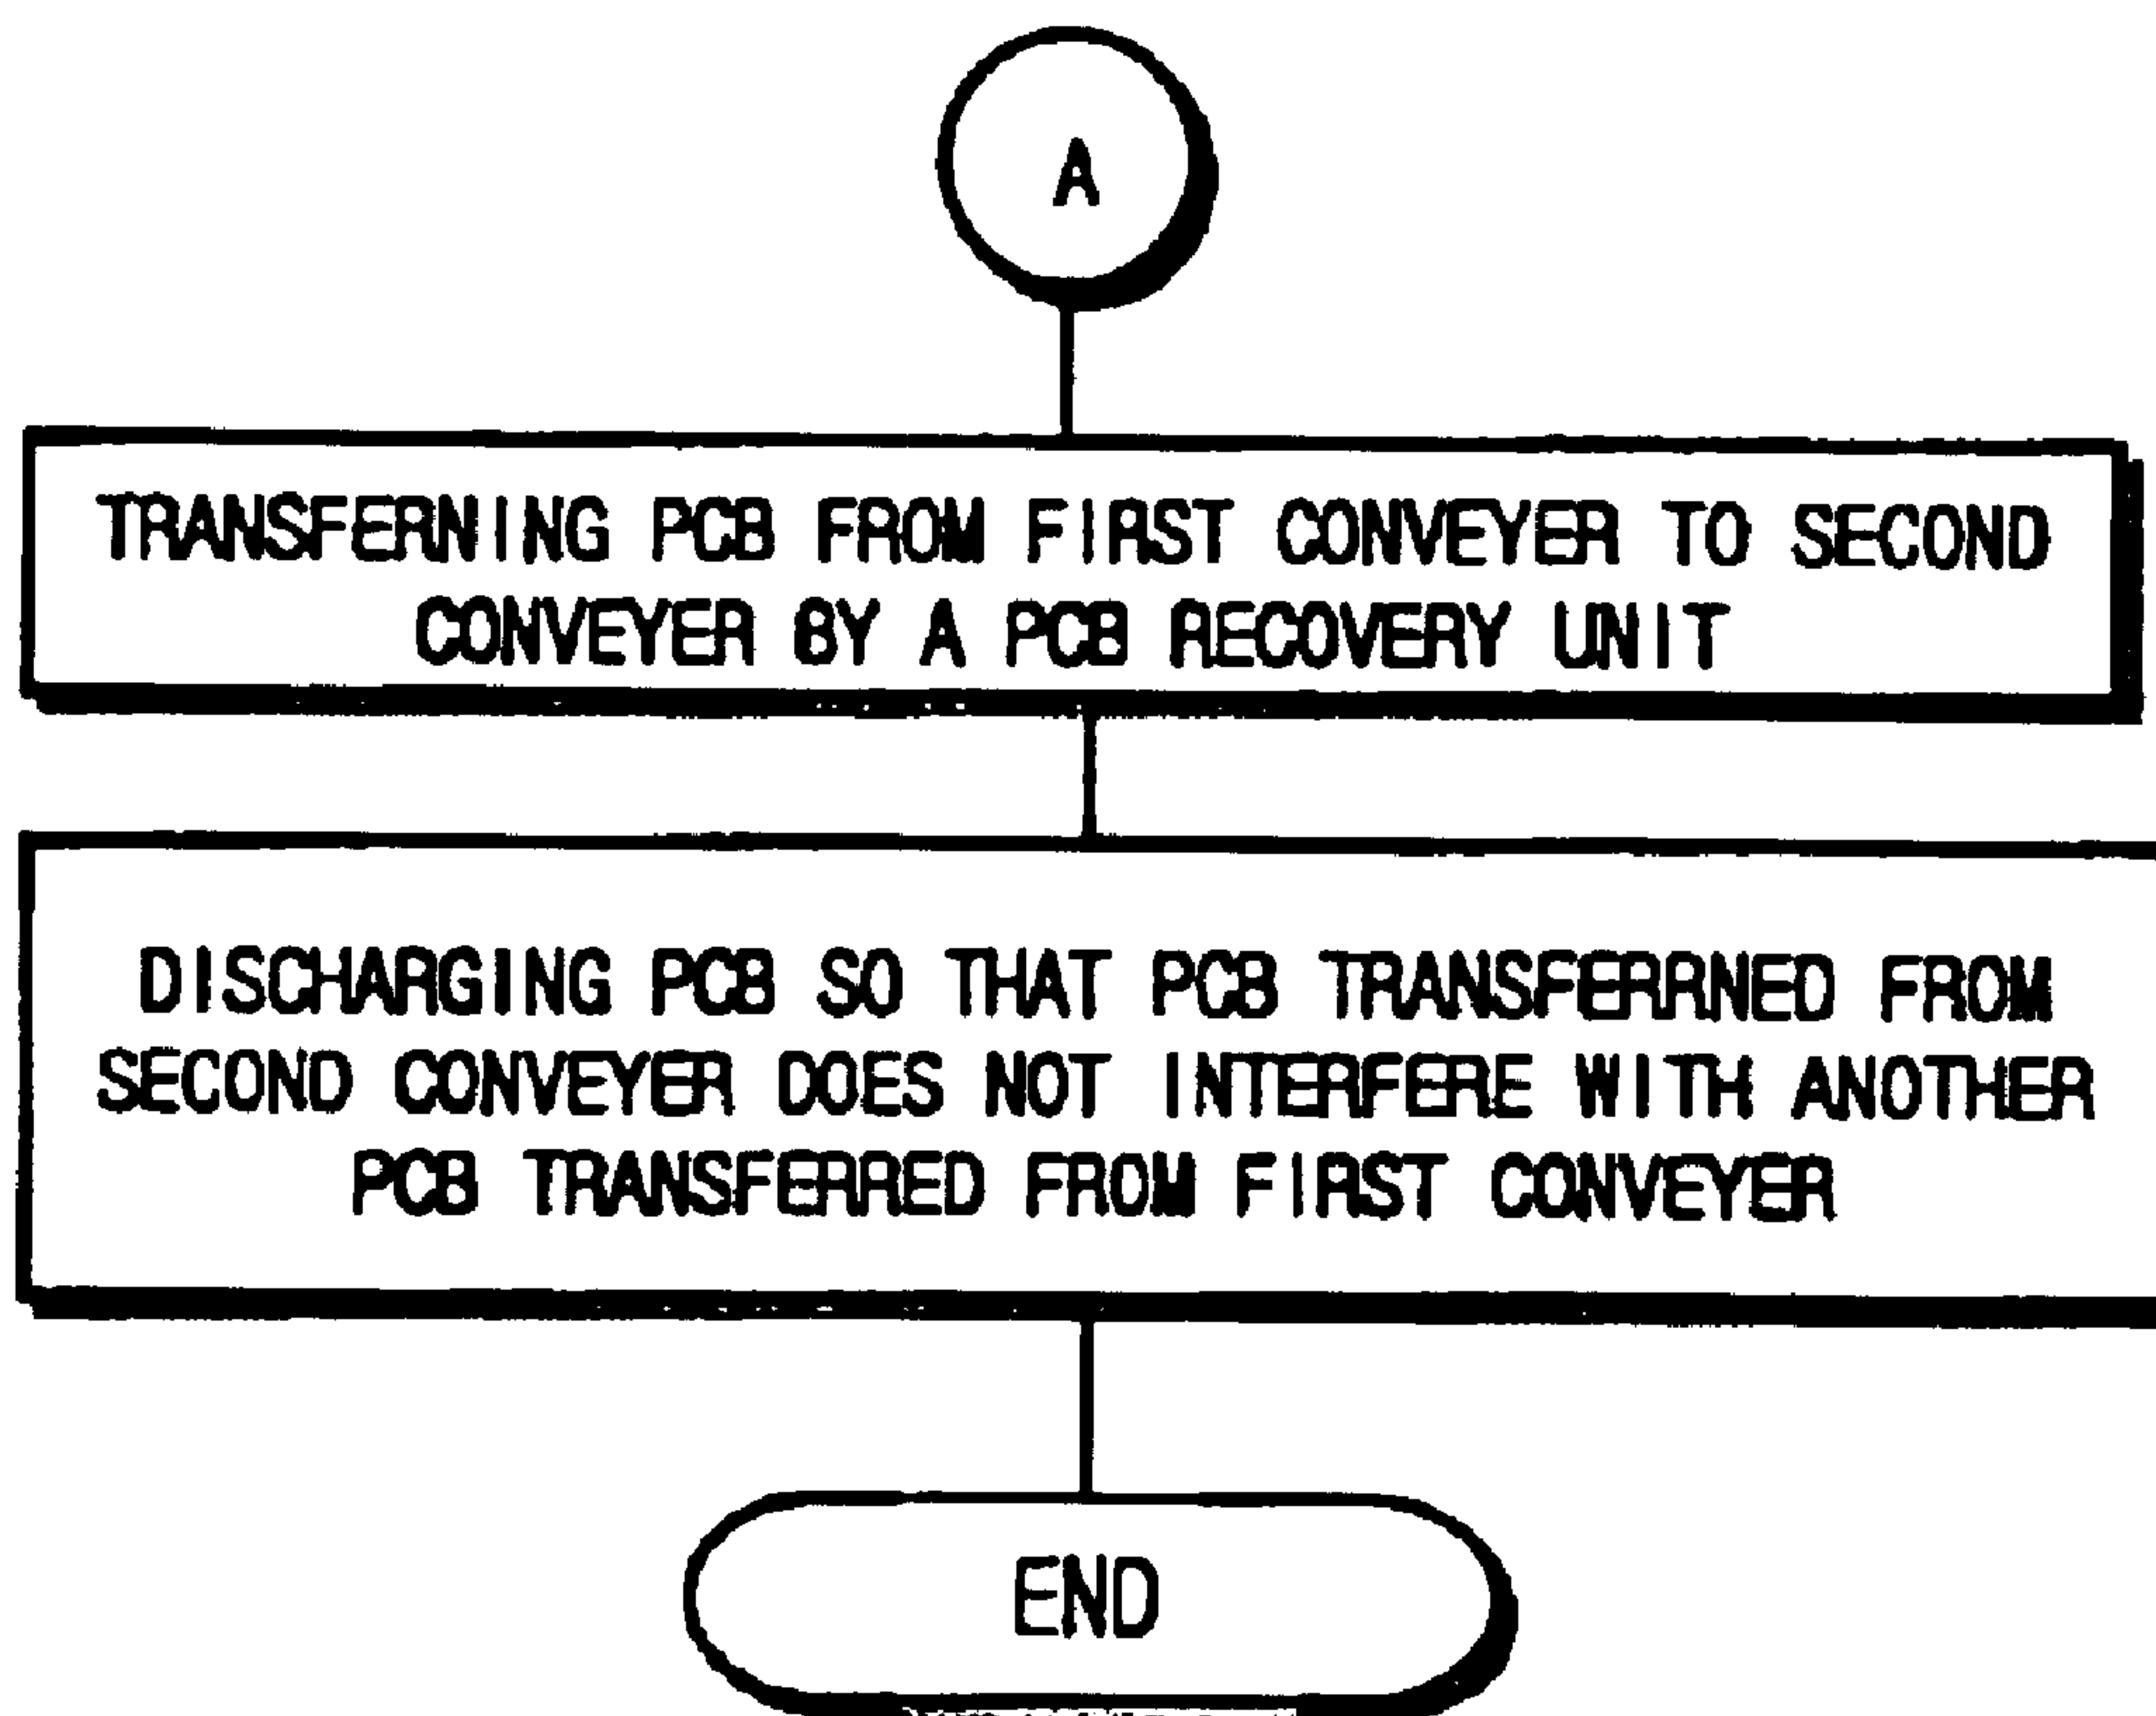 A
TRANSFERNING PCB FROM FIRST CONVEYER TO SECOND
CONVEYER BY A PCB RECOVERY UNIT
DISCHARGING PCB SO THAT PCB TRANSFERRNED FROM
SECOND CONVEYER DOES NOT INTERFERE WITH ANOTHER
PCB TRANSFERRED FROM FIRST CONVEYER
END